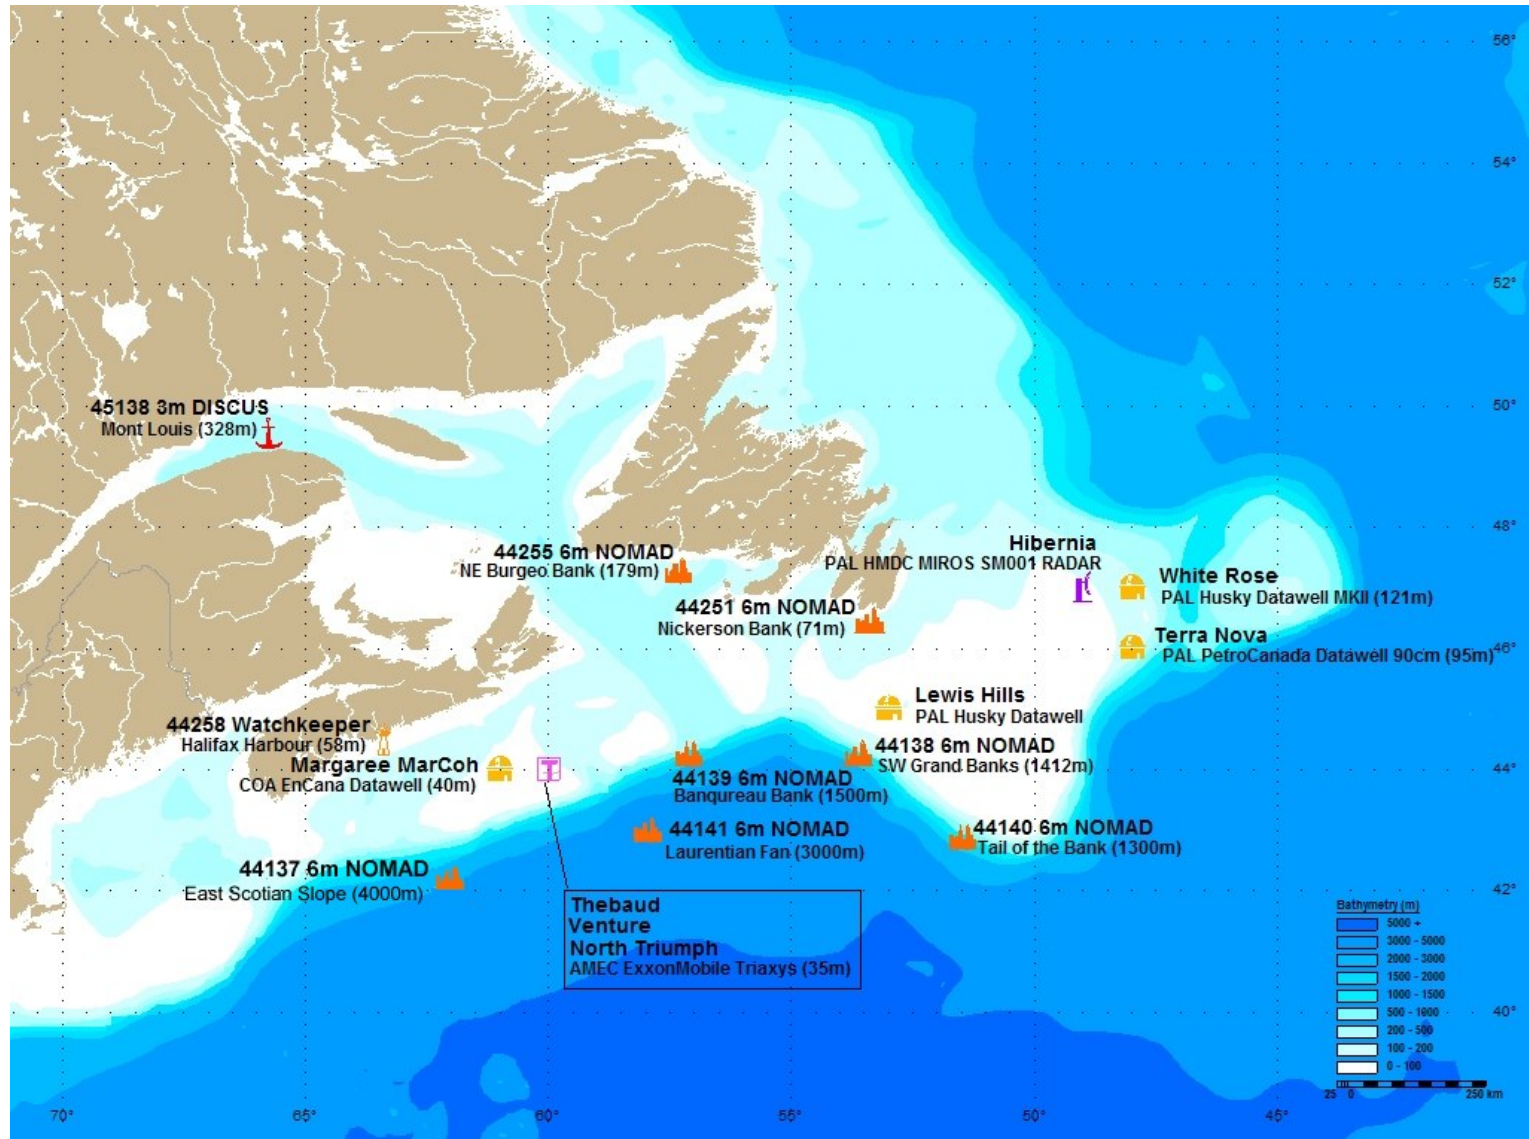 56°
54°
52°
50°
45138 3m DISCUS
Mont Louis (328m)
48°
44255 6m NOMAD
NE Burgeo Bank (179m)
Hibernia
PAL HMDC MIROS SM001 RADAR
White Rose
PAL Husky Datawell MKII (121m)
44251 6m NOMAD
Nickerson Bank (71m)
Terra Nova
PAL PetroCanada Datawell 90cm (95m)
46°
Lewis Hills
PAL Husky Datawell
44258 Watchkeeper
Halifax Harbour (58m)
44138 6m NOMAD
SW Grand Banks (1412m)
Margaree MarCoh
COA EnCana Datawell (40m)
44°
44139 6m NOMAD
Banqureau Bank (1500m)
44141 6m NOMAD
Laurentian Fan (3000m)
44140 6m NOMAD
Tail of the Bank (1300m)
44137 6m NOMAD
East Scotian Slope (4000m)
42°
Thebaud
Venture
North Triumph
AMEC ExxonMobile Triaxys (35m)
Bathymetry (m)
5000 +
3000 - 5000
2000 - 3000
1500 - 2000
1000 - 1500
500 - 1000
200 - 500
100 - 200
0 - 100
40°
25 0 250 km
70° 65° 60° 55° 50° 45°